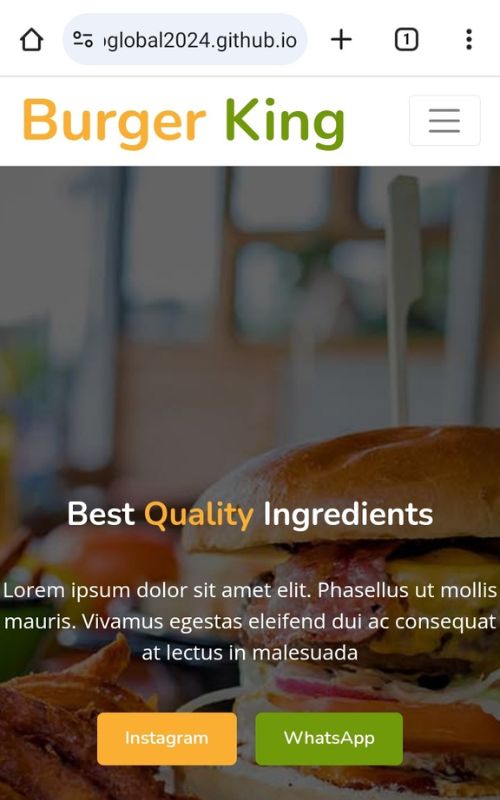 global2024.github.io
1
Burger King
Best Quality Ingredients
Lorem ipsum dolor sit amet elit. Phasellus ut mollis
mauris. Vivamus egestas eleifend dui ac consequat
at lectus in malesuada
Instagram WhatsApp